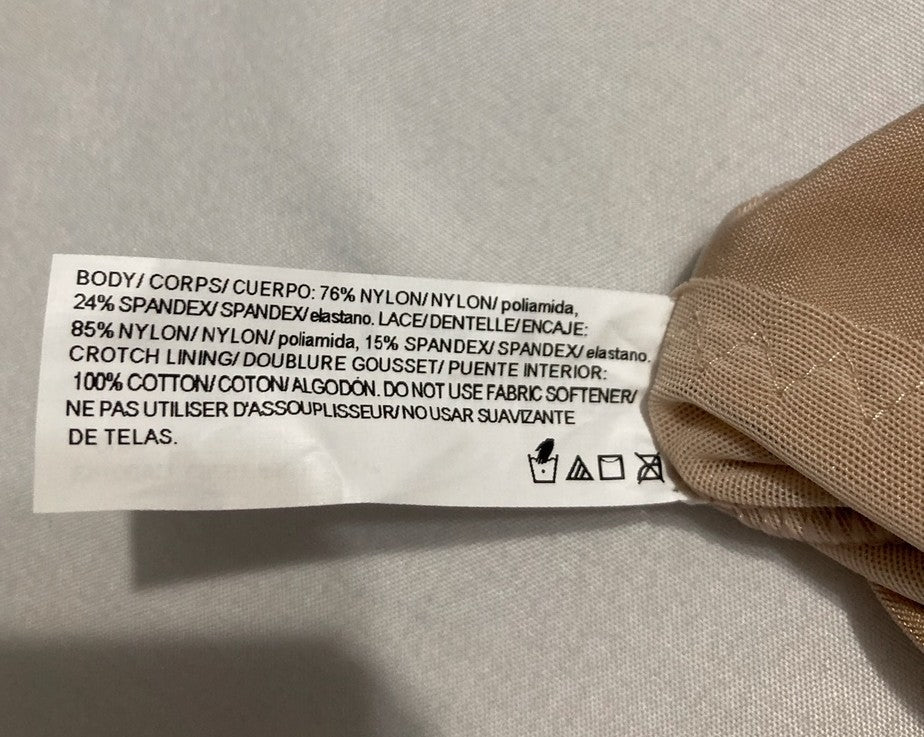 BODY/ CORPS/ CUERPO: 76% NYLON/ NYLON/ poliamida,
24% SPANDEX/ SPANDEX/ elastano. LACE/ DENTELLE/ ENCAJE:
85% NYLON/ NYLON/ poliamida, 15% SPANDEX/ SPANDEX/ elastano.
CROTCH LINING/ DOUBLURE GOUSSET/ PUENTE INTERIOR:
100% COTTON/ COTON/ ALGODÓN. DO NOT USE FABRIC SOFTENER/
NE PAS UTILISER D'ASSOUPLISSEUR/ NO USAR SUAVIZANTE
DE TELAS.